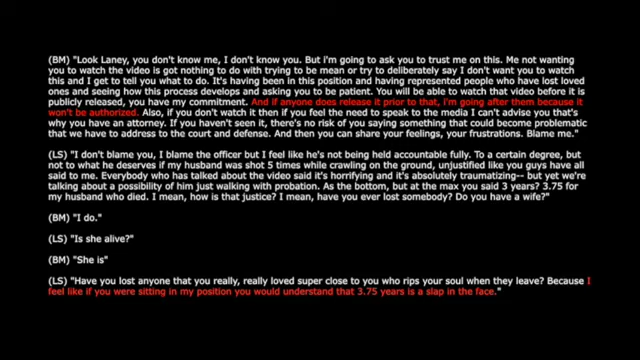 (BM) "Look Laney, you don't know me, I don't know you. But i'm going to ask you to trust me on this. Me not wanting
you to watch the video is got nothing to do with trying to be mean or try to deliberately say I don't want you to watch
this and I get to tell you what to do. It's having been in this position and having represented people who have lost loved
ones and seeing how this process develops and asking you to be patient. You will be able to watch that video before it is
publicly released, you have my commitment. And if anyone does release it prior to that, i'm going after them because it
won't be authorized. Also, if you don't watch it then if you feel the need to speak to the media I can't advise you that's
why you have an attorney. If you haven't seen it, there's no risk of you saying something that could become problematic
that we have to address to the court and defense. And then you can share your feelings, your frustrations. Blame me."
(LS) "I don't blame you, I blame the officer but I feel like he's not being held accountable fully. To a certain degree, but
not to what he deserves if my husband was shot 5 times while crawling on the ground, unjustified like you guys have all
said to me. Everybody who has talked about the video said it's horrifying and it's absolutely traumatizing-- but yet we're
talking about a possibility of him just walking with probation. As the bottom, but at the max you said 3 years? 3.75 for
my husband who died. I mean, how is that justice? I mean, have you ever lost somebody? Do you have a wife?"
(BM) "I do."
(LS) "Is she alive?"
(BM) "She is"
(LS) "Have you lost anyone that you really, really loved super close to you who rips your soul when they leave? Because I
feel like if you were sitting in my position you would understand that 3.75 years is a slap in the face."